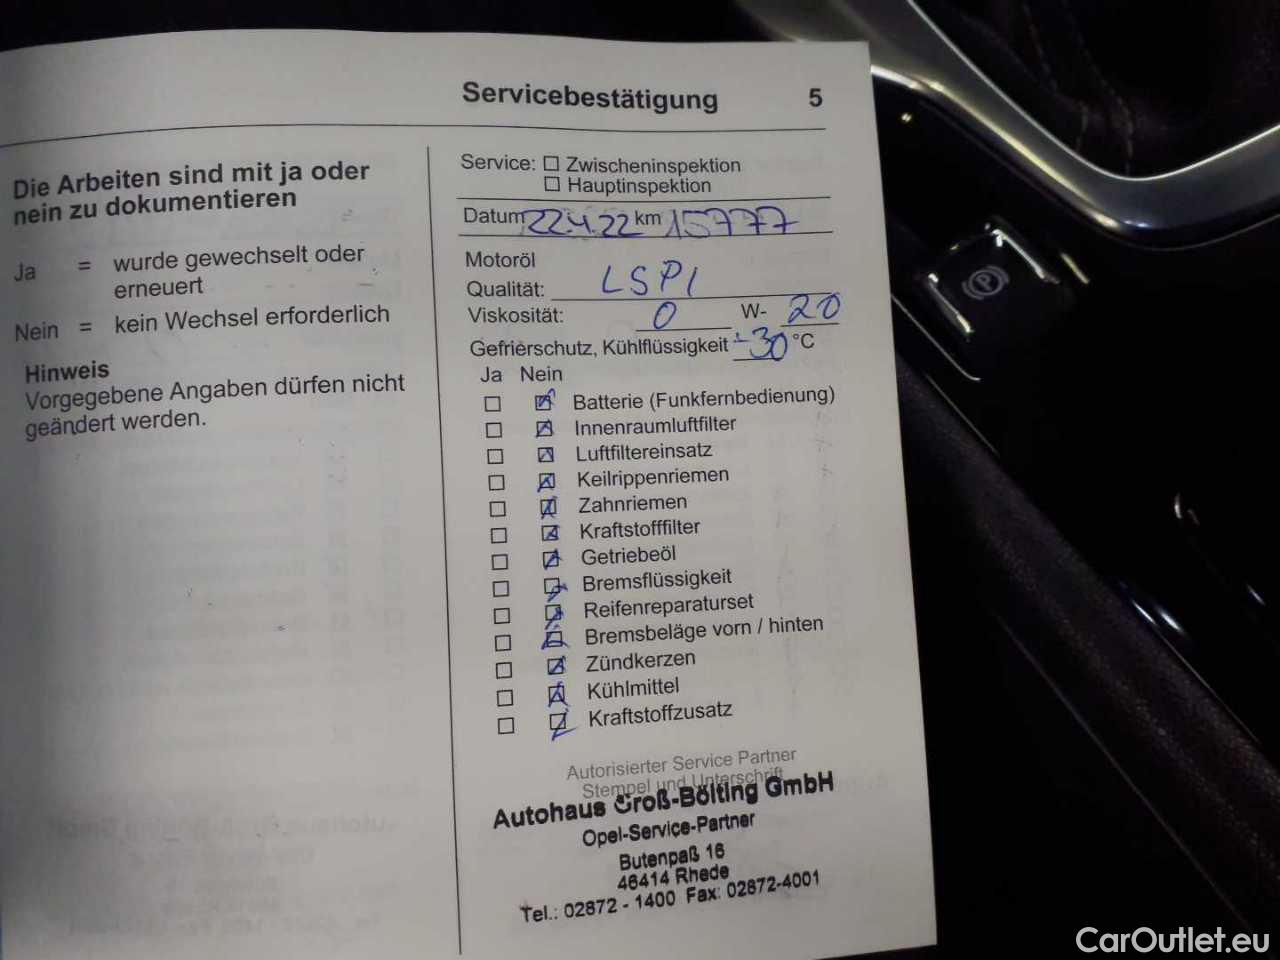 Servicebestätigung 5
Die Arbeiten sind mit ja oder
nein zu dokumentieren
Ja = wurde gewechselt oder
erneuert
Nein = kein Wechsel erforderlich
Hinweis
Vorgegebene Angaben dürfen nicht
geändert werden.
Service: ☐ Zwischeninspektion
☐ Hauptinspektion
Datum 22.4.22 km 15777
Motoröl
Qualität: LSPI
Viskosität: 0 W- 20
Gefrierschutz, Kühlflüssigkeit -30 °C
Ja Nein
Batterie (Funkfernbedienung)
Innenraumluftfilter
Luftfiltereinsatz
Keilrippenriemen
Zahnriemen
Kraftstofffilter
Getriebeöl
Bremsflüssigkeit
Reifenreparaturset
Bremsbeläge vorn / hinten
Zündkerzen
Kühlmittel
Kraftstoffzusatz
Autorisierter Service Partner
Stempel und Unterschrift
Autohaus Groß-Bölting GmbH
Opel-Service-Partner
Butenpaß 16
46414 Rhede
Tel.: 02872 - 1400 Fax: 02872-4001
CarOutlet.eu